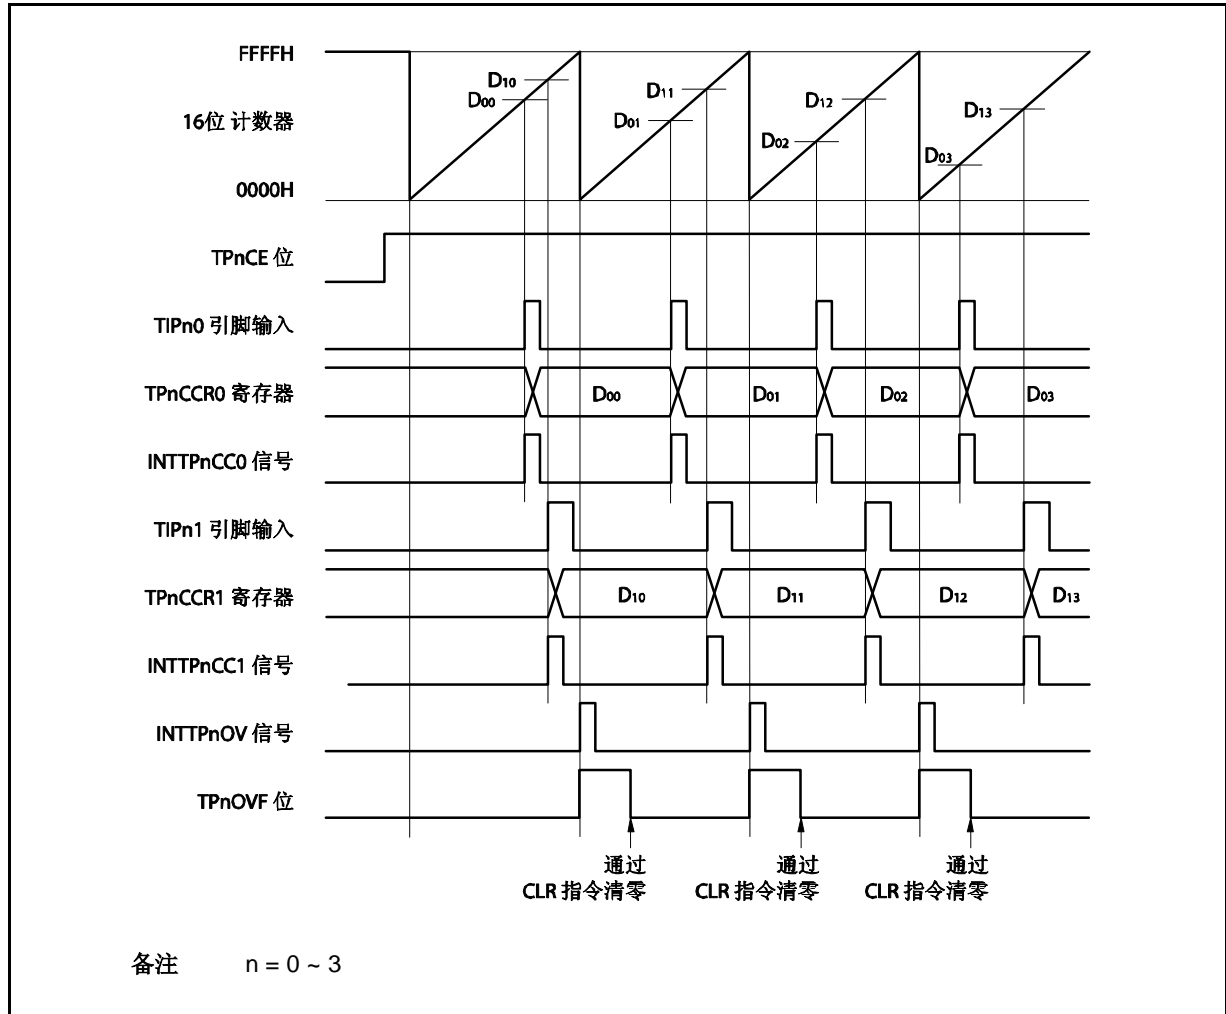 FFFFH
D10
D00
D11
D01
D12
D02
D13
D03
16位 计数器
0000H
TPnCE 位
TIPn0 引脚输入
TPnCCR0 寄存器
D00
D01
D02
D03
INTTPnCC0 信号
TIPn1 引脚输入
TPnCCR1 寄存器
D10
D11
D12
D13
INTTPnCC1 信号
INTTPnOV 信号
TPnOVF 位
通过
CLR 指令清零
通过
CLR 指令清零
通过
CLR 指令清零
备注 n = 0 ~ 3